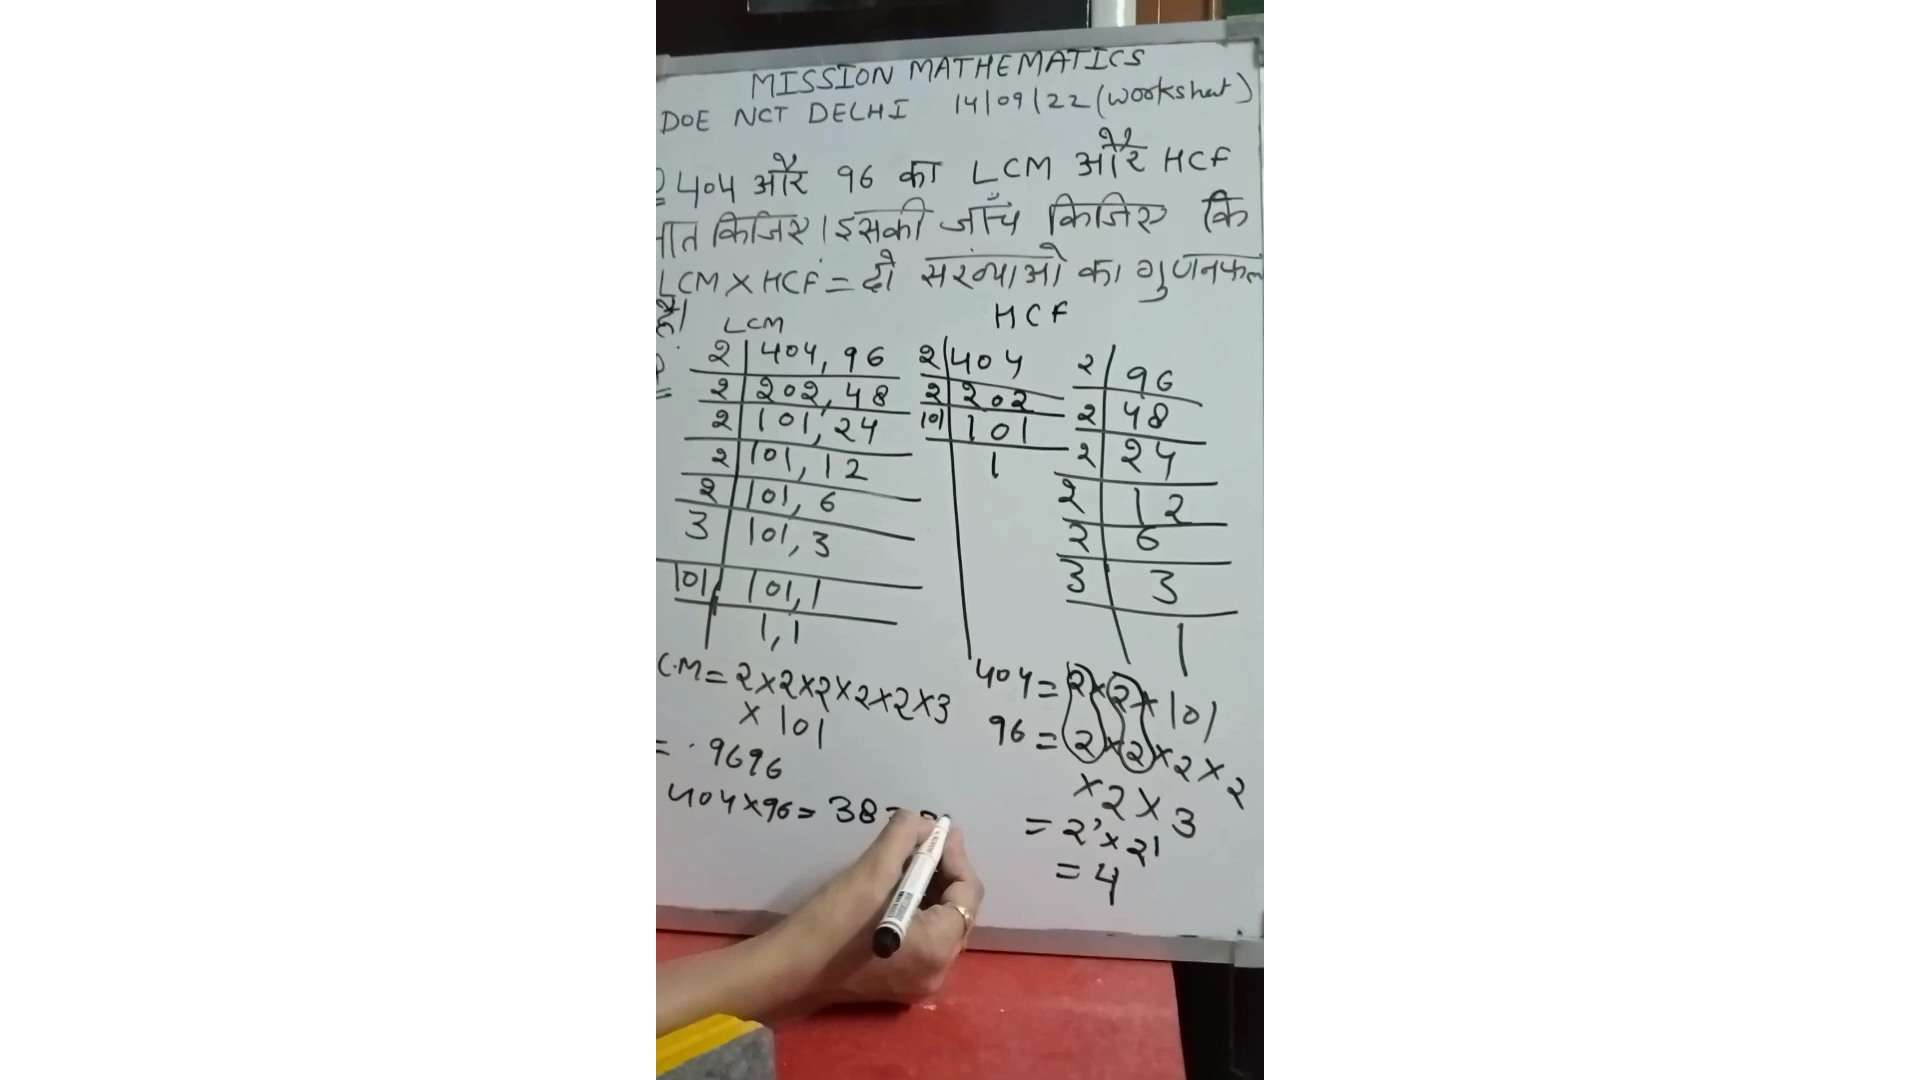 MISSION MATHEMATICS
DOE NCT DELHI 14/09/22 (Workshet)
404 और 96 का LCM और HCF
ात किजिए। इसकी जाँच किजिए कि
LCM X HCF = दो संख्याओ का गुणनफल
है।
LCM
2 | 404, 96
2 | 202, 48
2 | 101, 24
2 | 101, 12
2 | 101, 6
3 | 101, 3
101 | 101, 1
1, 1
C.M = 2×2×2×2×2×3
× 101
= 9696
404×96 = 38
HCF
2 | 404
2 | 202
101 | 101
1
2 | 96
2 | 48
2 | 24
2 | 12
2 | 6
3 | 3
1
404 = 2×2×101
96 = 2×2×2×2
×2×3
= 2'×2'
= 4